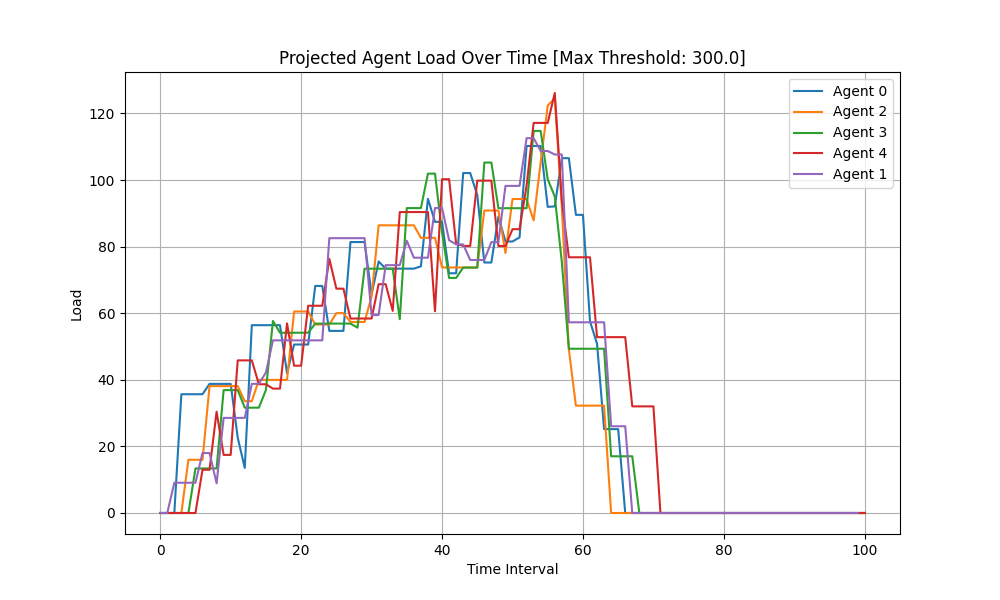 Projected Agent Load Over Time [Max Threshold: 300.0]
Load
120
100
80
60
40
20
0
0 20 40 60 80 100
Time Interval
Agent 0
Agent 2
Agent 3
Agent 4
Agent 1